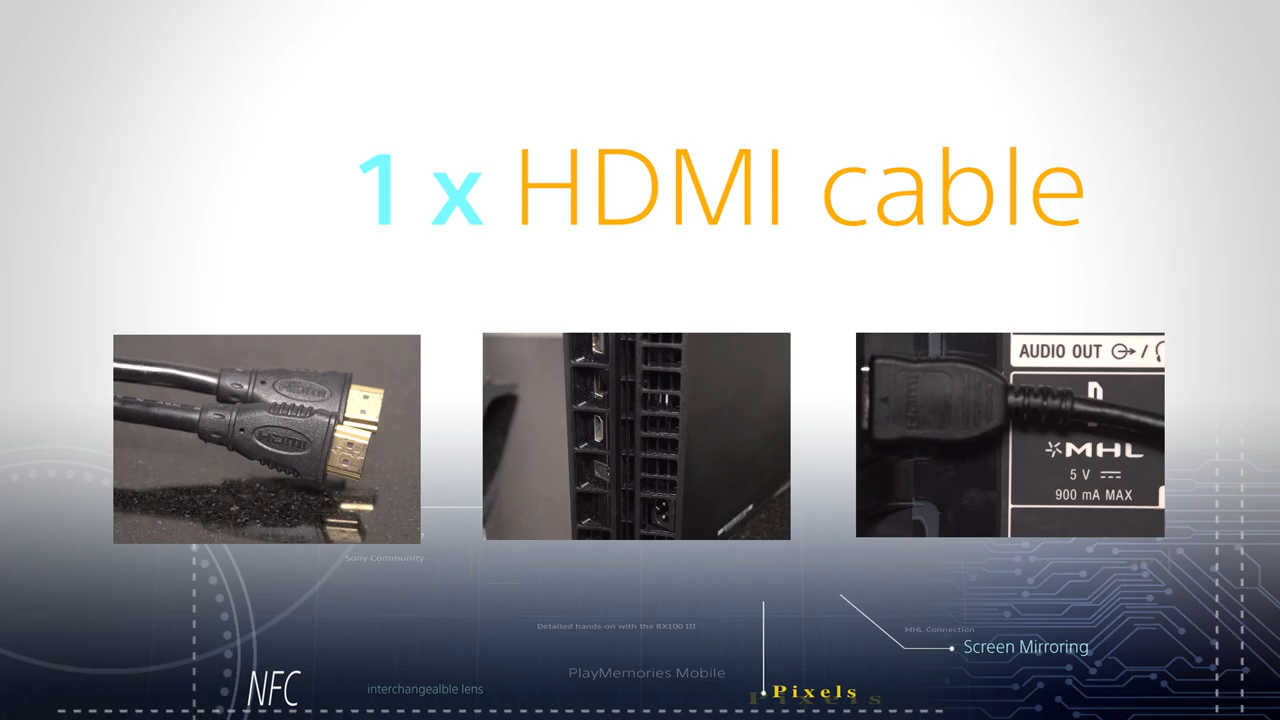 1 x HDMI cable
HDMI
AUDIO OUT
MHL
5 V
900 mA MAX
Sony Community
Detailed hands-on with the RX100 III
MHL Connection
Screen Mirroring
PlayMemories Mobile
NFC
interchangealble lens
Pixels